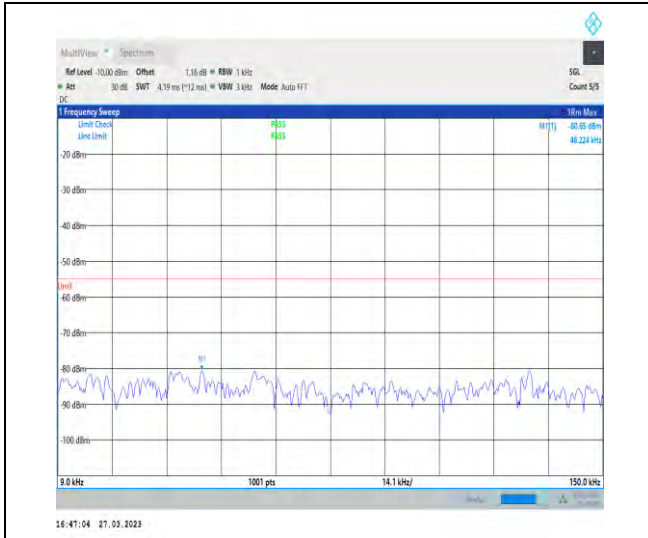 MultiView Spectrum
Ref Level -10.00 dBm Offset 1.16 dB RBW 1 kHz SGL
Att 30 dB SWT 4.19 ms (~12 ms) VBW 3 kHz Mode Auto FFT Count 5/5
DC
1 Frequency Sweep 1Rm Max
Limit Check PASS M1[1] -80.65 dBm
Line Limit PASS 46.224 kHz
-20 dBm
-30 dBm
-40 dBm
-50 dBm
Limit
-60 dBm
-70 dBm
M1
-80 dBm
-90 dBm
-100 dBm
9.0 kHz 1001 pts 14.1 kHz/ 150.0 kHz
Ready
16:47:04 27.03.2023